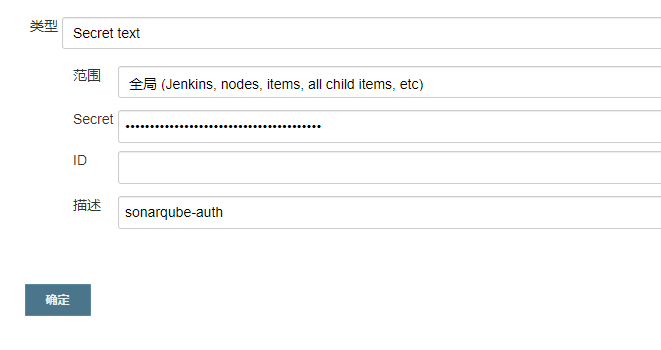 类型 Secret text
范围 全局 (Jenkins, nodes, items, all child items, etc)
Secret ••••••••••••••••••••••••••••••••••••••••
ID
描述 sonarqube-auth
确定